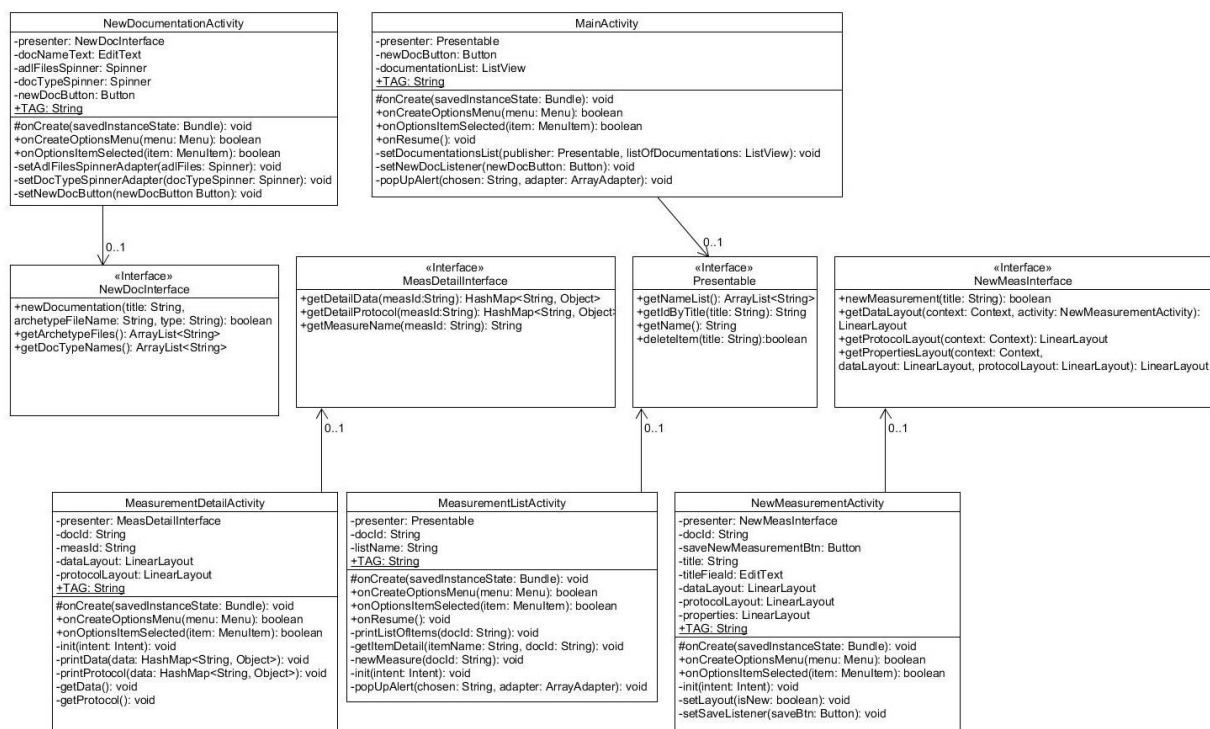 NewDocumentationActivity
-presenter: NewDocInterface
-docNameText: EditText
-adlFilesSpinner: Spinner
-docTypeSpinner: Spinner
-newDocButton: Button
+TAG: String
#onCreate(savedInstanceState: Bundle): void
+onCreateOptionsMenu(menu: Menu): boolean
+onOptionsItemSelected(item: MenuItem): boolean
-setAdlFilesSpinnerAdapter(adlFiles: Spinner): void
-setDocTypeSpinnerAdapter(docTypeSpinner: Spinner): void
-setNewDocButton(newDocButton Button): void
MainActivity
-presenter: Presentable
-newDocButton: Button
-documentationList: ListView
+TAG: String
#onCreate(savedInstanceState: Bundle): void
+onCreateOptionsMenu(menu: Menu): boolean
+onOptionsItemSelected(item: MenuItem): boolean
+onResume(): void
-setDocumentationsList(publisher: Presentable, listOfDocumentations: ListView): void
-setNewDocListener(newDocButton: Button): void
-popUpAlert(chosen: String, adapter: ArrayAdapter): void
0..1
0..1
«Interface»
NewDocInterface
+newDocumentation(title: String,
archetypeFileName: String, type: String): boolean
+getArchetypeFiles(): ArrayList<String>
+getDocTypeNames(): ArrayList<String>
«Interface»
MeasDetailInterface
+getDetailData(measId:String): HashMap<String, Object>
+getDetailProtocol(measId:String): HashMap<String, Object>
+getMeasureName(measId: String): String
«Interface»
Presentable
+getNameList(): ArrayList<String>
+getIdByTitle(title: String): String
+getName(): String
+deleteItem(title: String):boolean
«Interface»
NewMeasInterface
+newMeasurement(title: String): boolean
+getDataLayout(context: Context, activity: NewMeasurementActivity):
LinearLayout
+getProtocolLayout(context: Context): LinearLayout
+getPropertiesLayout(context: Context,
dataLayout: LinearLayout, protocolLayout: LinearLayout): LinearLayout
0..1
0..1
0..1
MeasurementDetailActivity
-presenter: MeasDetailInterface
-docId: String
-measId: String
-dataLayout: LinearLayout
-protocolLayout: LinearLayout
+TAG: String
#onCreate(savedInstanceState: Bundle): void
+onCreateOptionsMenu(menu: Menu): boolean
+onOptionsItemSelected(item: MenuItem): boolean
-init(intent: Intent): void
-printData(data: HashMap<String, Object>): void
-printProtocol(data: HashMap<String, Object>): void
-getData(): void
-getProtocol(): void
MeasurementListActivity
-presenter: Presentable
-docId: String
-listName: String
+TAG: String
#onCreate(savedInstanceState: Bundle): void
+onCreateOptionsMenu(menu: Menu): boolean
+onOptionsItemSelected(item: MenuItem): boolean
+onResume(): void
-printListOfItems(docId: String): void
-getItemDetail(itemName: String, docId: String): void
-newMeasure(docId: String): void
-init(intent: Intent): void
-popUpAlert(chosen: String, adapter: ArrayAdapter): void
NewMeasurementActivity
-presenter: NewMeasInterface
-docId: String
-saveNewMeasurementBtn: Button
-title: String
-titleFieald: EditText
-dataLayout: LinearLayout
-protocolLayout: LinearLayout
-properties: LinearLayout
+TAG: String
#onCreate(savedInstanceState: Bundle): void
+onCreateOptionsMenu(menu: Menu): boolean
+onOptionsItemSelected(item: MenuItem): boolean
-init(intent: Intent): void
-setLayout(isNew: boolean): void
-setSaveListener(saveBtn: Button): void